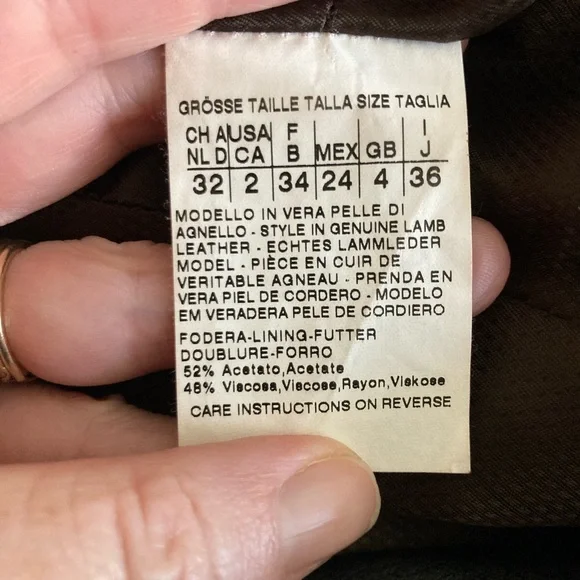 GRÖSSE TAILLE TALLA SIZE TAGLIA
CH A USA F I
NL D CA B MEX GB J
32 2 34 24 4 36
MODELLO IN VERA PELLE DI
AGNELLO - STYLE IN GENUINE LAMB
LEATHER - ECHTES LAMMLEDER
MODEL - PIÈCE EN CUIR DE
VERITABLE AGNEAU - PRENDA EN
VERA PIEL DE CORDERO - MODELO
EM VERADERA PELE DE CORDIERO
FODERA-LINING-FUTTER
DOUBLURE-FORRO
52% Acetato,Acetate
48% Viscosa,Viscose,Rayon,Viskose
CARE INSTRUCTIONS ON REVERSE